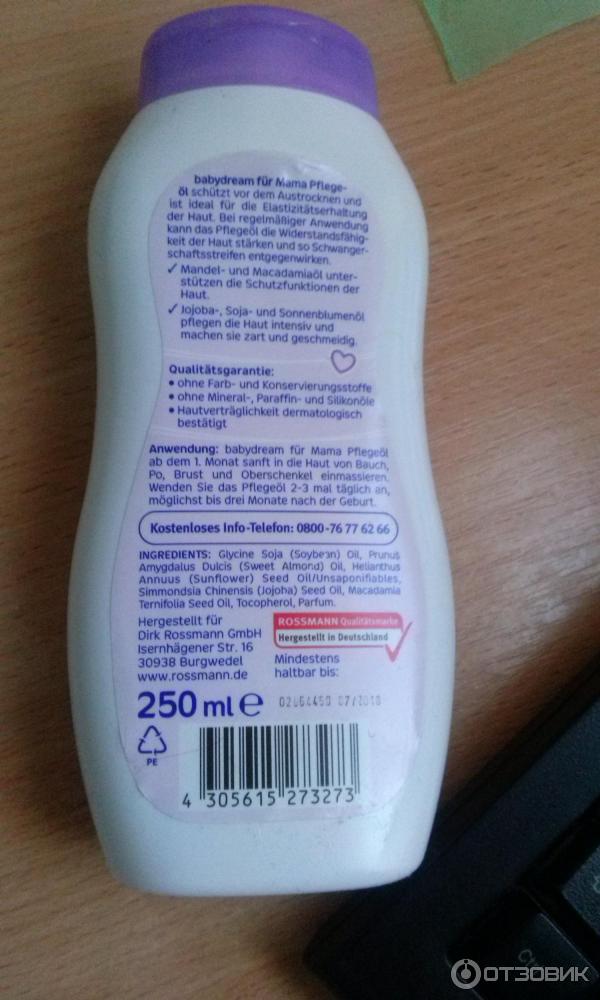 babydream für Mama Pflege-
öl schützt vor dem Austrocknen und
ist ideal für die Elastizitätserhaltung
der Haut. Bei regelmäßiger Anwendung
kann das Pflegeöl die Widerstandsfähig-
keit der Haut stärken und so Schwanger-
schaftsstreifen entgegenwirken.
✓ Mandel- und Macadamiaöl unter-
stützen die Schutzfunktionen der
Haut.
✓ Jojoba-, Soja- und Sonnenblumenöl
pflegen die Haut intensiv und
machen sie zart und geschmeidig.
Qualitätsgarantie:
• ohne Farb- und Konservierungsstoffe
• ohne Mineral-, Paraffin- und Silikonöle
• Hautverträglichkeit dermatologisch
bestätigt
Anwendung: babydream für Mama Pflegeöl
ab dem 1. Monat sanft in die Haut von Bauch,
Po, Brust und Oberschenkel einmassieren.
Wenden Sie das Pflegeöl 2-3 mal täglich an,
möglichst bis drei Monate nach der Geburt.
Kostenloses Info-Telefon: 0800-76 77 62 66
INGREDIENTS: Glycine Soja (Soybean) Oil, Prunus
Amygdalus Dulcis (Sweet Almond) Oil, Helianthus
Annuus (Sunflower) Seed Oil/Unsaponifiables,
Simmondsia Chinensis (Jojoba) Seed Oil, Macadamia
Ternifolia Seed Oil, Tocopherol, Parfum.
Hergestellt für
Dirk Rossmann GmbH
Isernhägener Str. 16
30938 Burgwedel
www.rossmann.de
ROSSMANN Qualitätsmarke
Hergestellt in Deutschland
Mindestens
haltbar bis:
250 ml e
PE
4 305615 273273
ОТЗОВИК